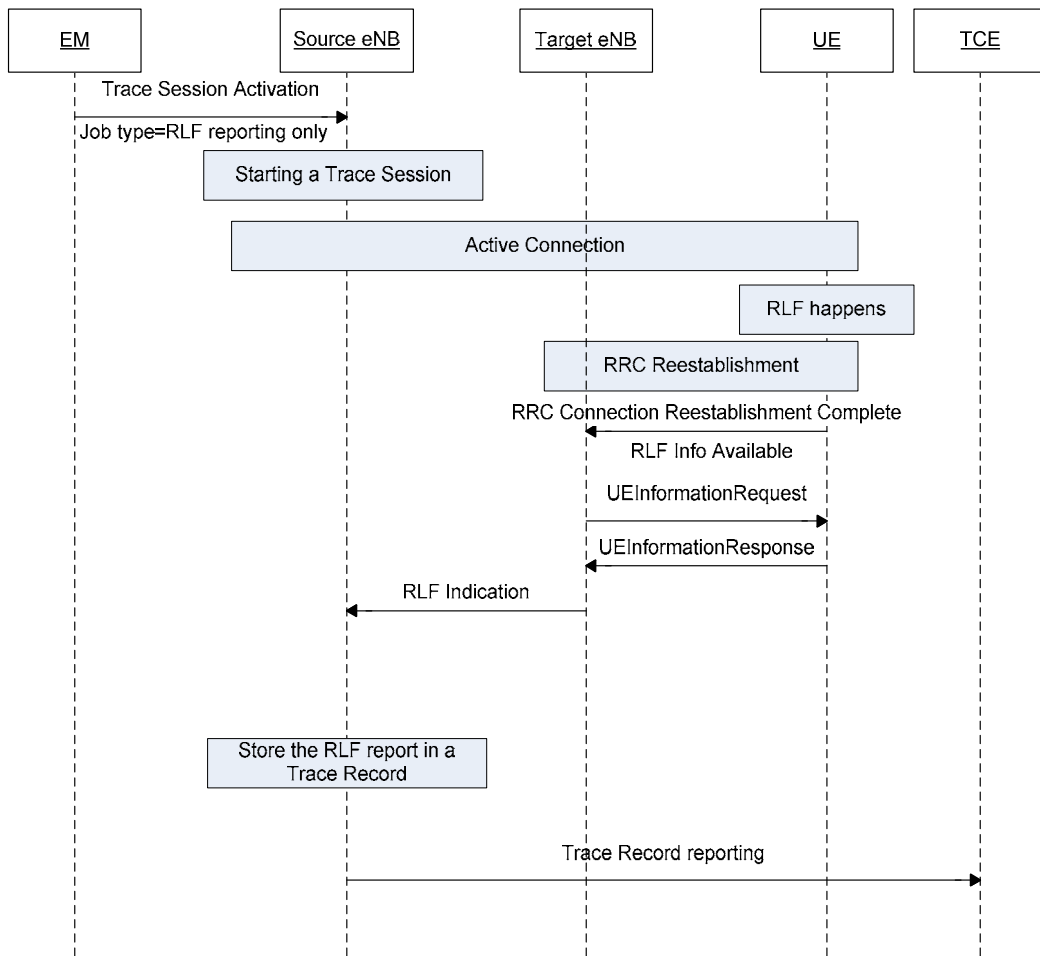 EM
Source eNB
Target eNB
UE
TCE
Trace Session Activation
Job type=RLF reporting only
Starting a Trace Session
Active Connection
RLF happens
RRC Reestablishment
RRC Connection Reestablishment Complete
RLF Info Available
UEInformationRequest
UEInformationResponse
RLF Indication
Store the RLF report in a
Trace Record
Trace Record reporting